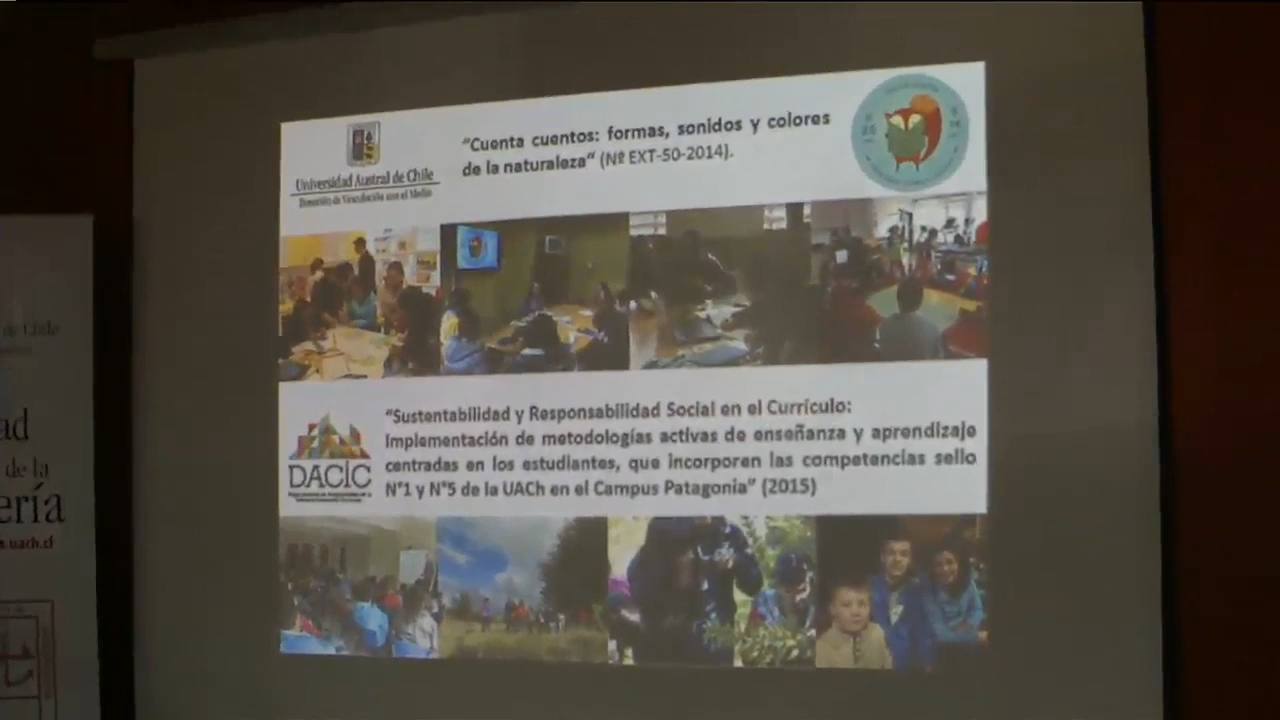 "Cuenta cuentos: formas, sonidos y colores
de la naturaleza" (Nº EXT-50-2014).
Universidad Austral de Chile
Dirección de Vinculación con el Medio
"Sustentabilidad y Responsabilidad Social en el Currículo:
Implementación de metodologías activas de enseñanza y aprendizaje
centradas en los estudiantes, que incorporen las competencias sello
N°1 y N°5 de la UACh en el Campus Patagonia" (2015)
DACIC
de Chile
ad
de la
ería
.uach.cl